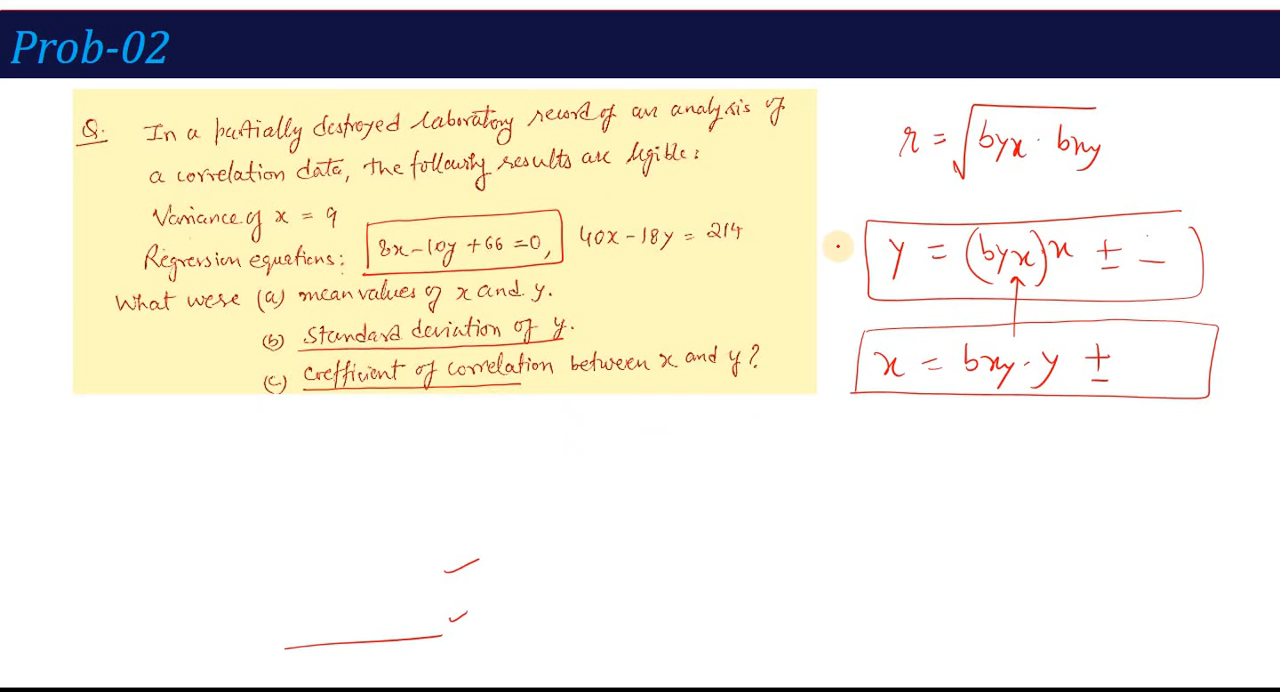 Prob-02
Q. In a partially destroyed laboratory record of an analysis of
a correlation data, the following results are legible:
Variance of x = 9
Regression equations: 8x-10y+66=0, 40x-18y = 214
What were (a) mean values of x and y.
(b) Standard deviation of y.
(c) Coefficient of correlation between x and y?
r = √byx · bxy
y = (byx)x ± -
x = bxy · y ±